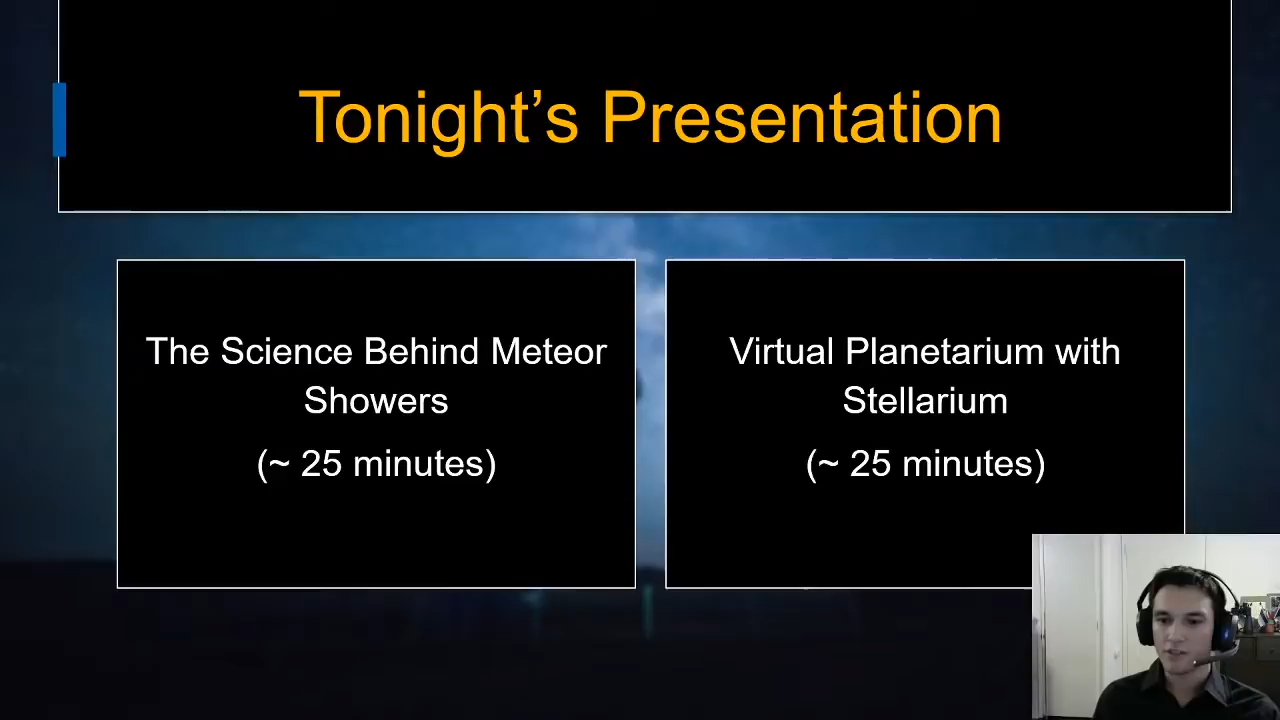 Tonight’s Presentation
The Science Behind Meteor
Showers
(~ 25 minutes)
Virtual Planetarium with
Stellarium
(~ 25 minutes)